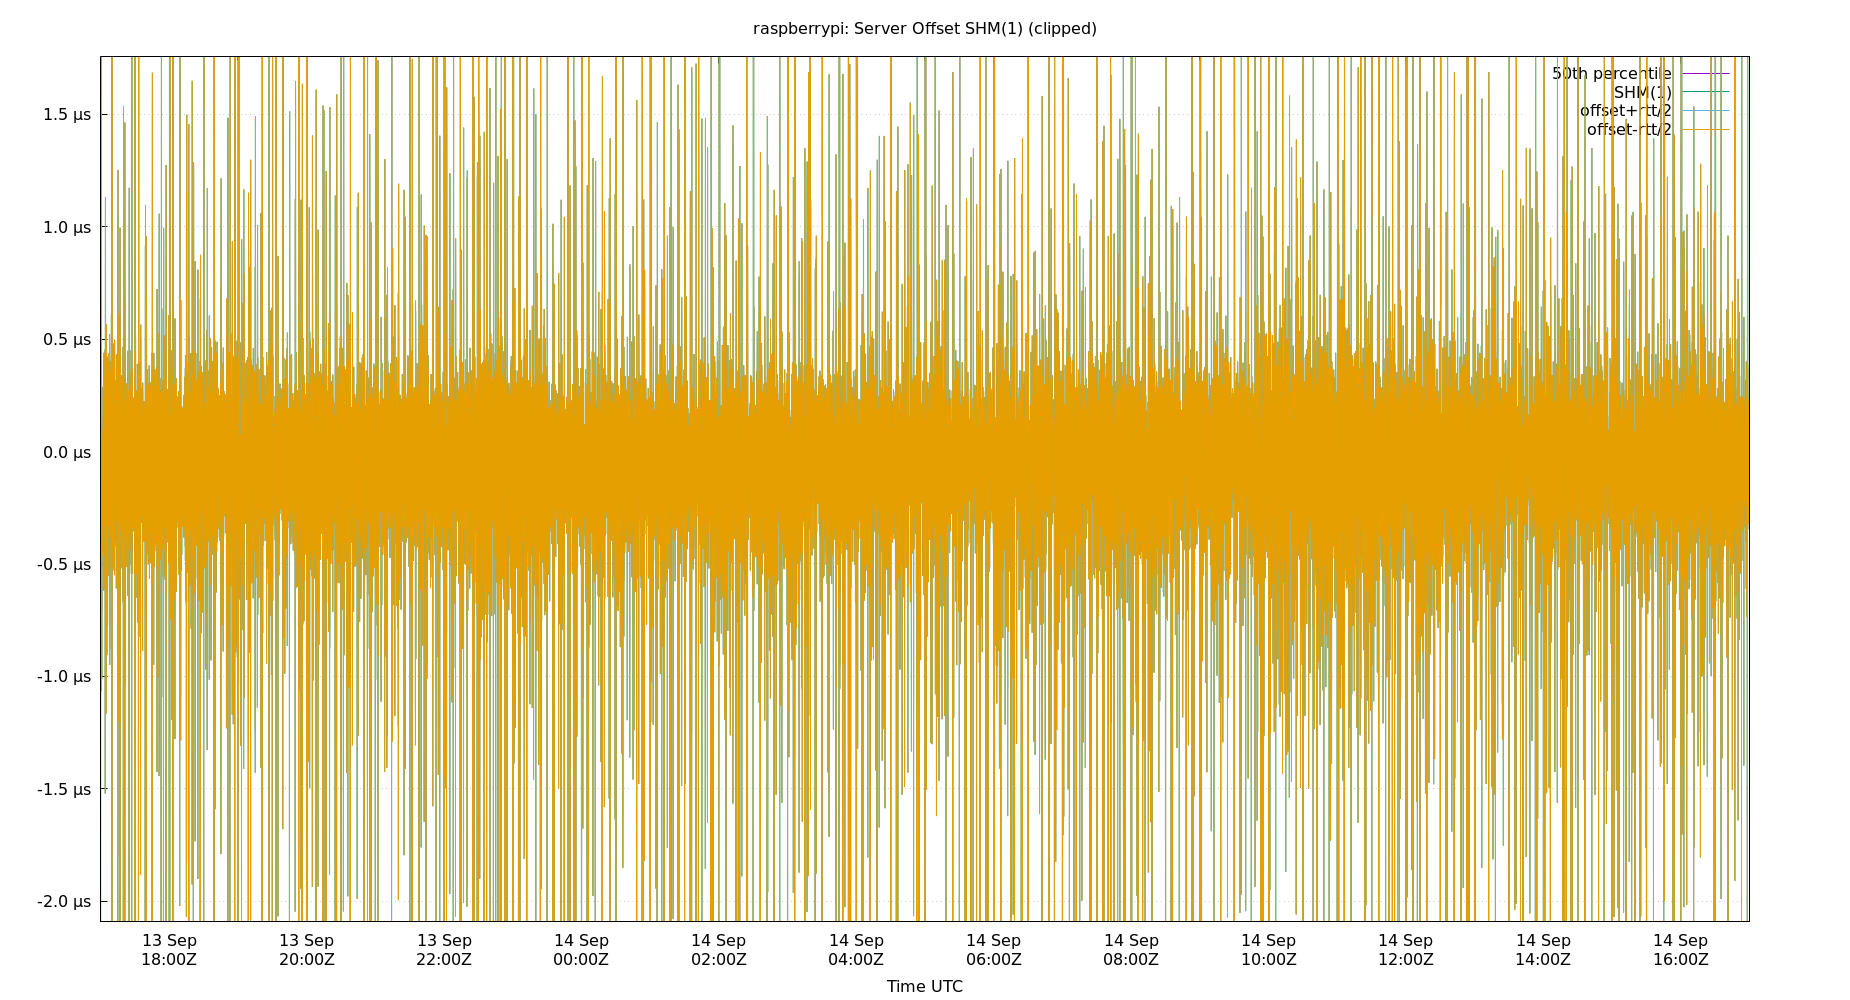 raspberrypi: Server Offset SHM(1) (clipped)
50th percentile
SHM(1)
offset+rtt/2
offset-rtt/2
1.5 µs
1.0 µs
0.5 µs
0.0 µs
-0.5 µs
-1.0 µs
-1.5 µs
-2.0 µs
13 Sep 13 Sep 13 Sep 14 Sep 14 Sep 14 Sep 14 Sep 14 Sep 14 Sep 14 Sep 14 Sep 14 Sep
18:00Z 20:00Z 22:00Z 00:00Z 02:00Z 04:00Z 06:00Z 08:00Z 10:00Z 12:00Z 14:00Z 16:00Z
Time UTC